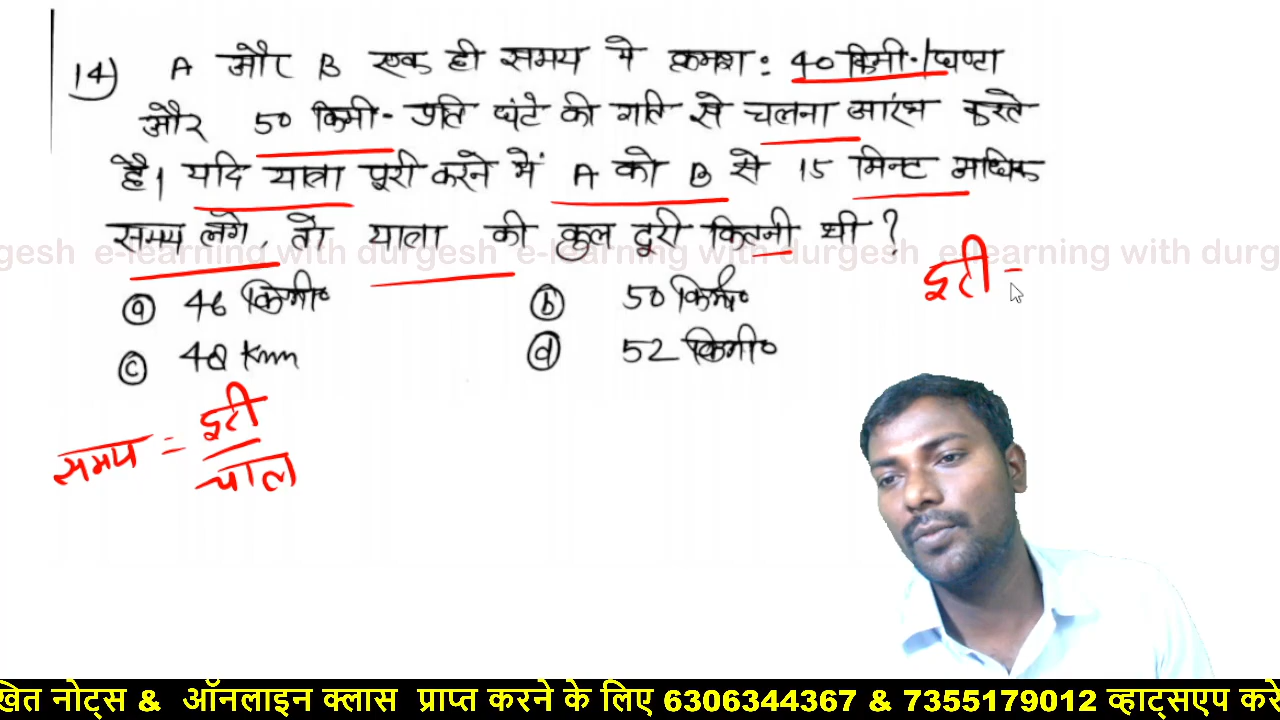 14) A और B एक ही समय मे क्रमशः 40 किमी./घण्टा
और 50 किमी. प्रति घंटे की गति से चलना आरंभ करते
है। यदि यात्रा पूरी करने में A को B से 15 मिनट अधिक
समय लगे, तो यात्रा की कुल दूरी कितनी थी ?
durgesh e-learning with durgesh e-learning with durg
दूरी =
(a) 46 किमी० (b) 50 किमी०
(c) 48 Km (d) 52 किमी०
समय = दूरी
चाल
खित नोट्स & ऑनलाइन क्लास प्राप्त करने के लिए 6306344367 & 7355179012 व्हाट्सएप करे